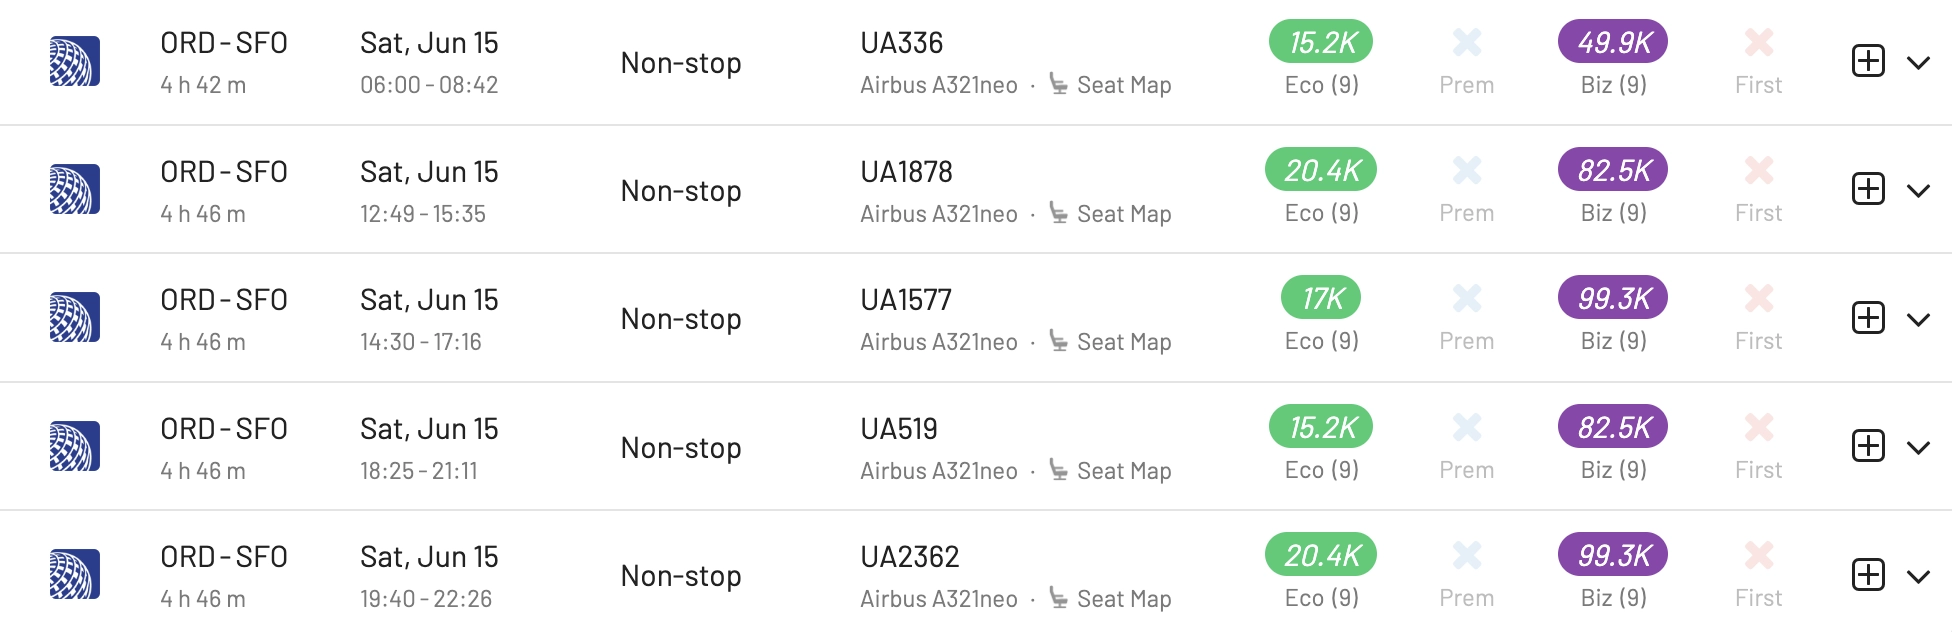 ORD - SFO Sat, Jun 15 Non-stop UA336 15.2K 49.9K
4 h 42 m 06:00 - 08:42 Airbus A321neo · Seat Map Eco (9) Prem Biz (9) First
ORD - SFO Sat, Jun 15 Non-stop UA1878 20.4K 82.5K
4 h 46 m 12:49 - 15:35 Airbus A321neo · Seat Map Eco (9) Prem Biz (9) First
ORD - SFO Sat, Jun 15 Non-stop UA1577 17K 99.3K
4 h 46 m 14:30 - 17:16 Airbus A321neo · Seat Map Eco (9) Prem Biz (9) First
ORD - SFO Sat, Jun 15 Non-stop UA519 15.2K 82.5K
4 h 46 m 18:25 - 21:11 Airbus A321neo · Seat Map Eco (9) Prem Biz (9) First
ORD - SFO Sat, Jun 15 Non-stop UA2362 20.4K 99.3K
4 h 46 m 19:40 - 22:26 Airbus A321neo · Seat Map Eco (9) Prem Biz (9) First